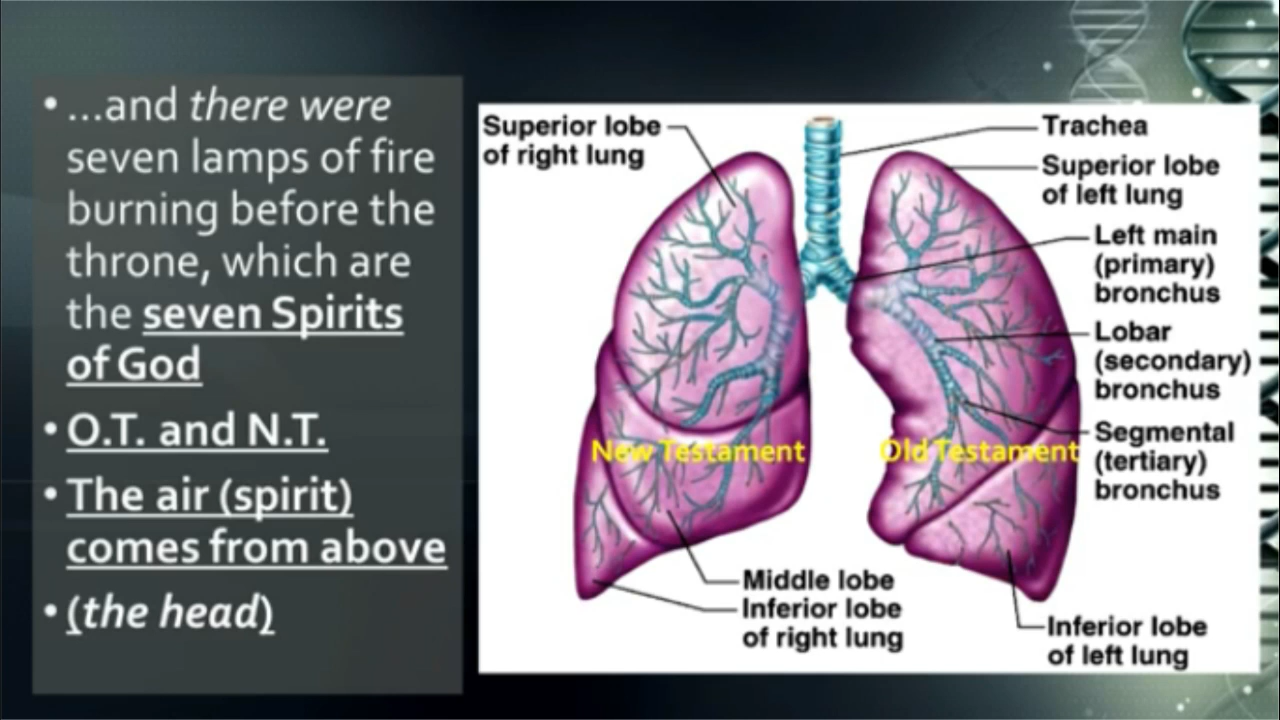 • ...and there were
seven lamps of fire
burning before the
throne, which are
the seven Spirits
of God
• O.T. and N.T.
• The air (spirit)
comes from above
• (the head)
Superior lobe
of right lung
Trachea
Superior lobe
of left lung
Left main
(primary)
bronchus
Lobar
(secondary)
bronchus
Segmental
(tertiary)
bronchus
New Testament
Old Testament
Middle lobe
Inferior lobe
of right lung
Inferior lobe
of left lung